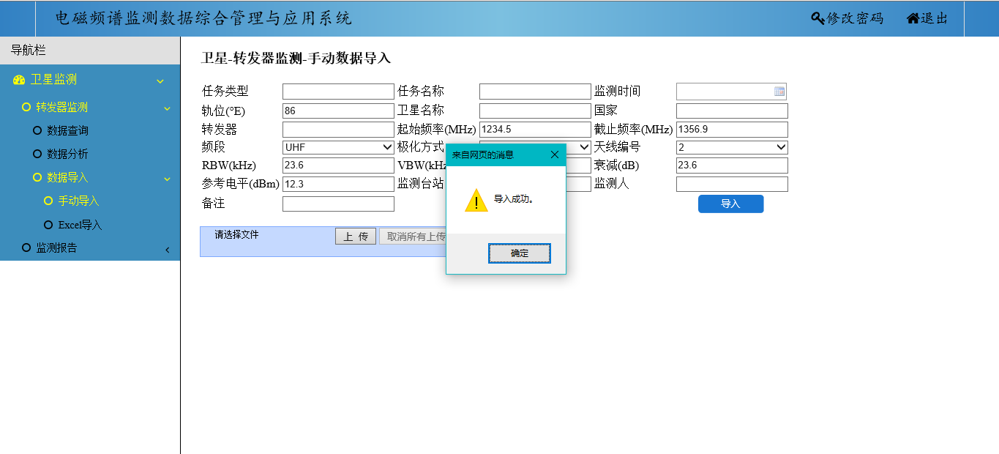 电磁频谱监测数据综合管理与应用系统 修改密码 退出
导航栏
卫星监测
转发器监测
数据查询
数据分析
数据导入
手动导入
Excel导入
监测报告
卫星-转发器监测-手动数据导入
任务类型 任务名称 监测时间
轨位(°E) 86 卫星名称 国家
转发器 起始频率(MHz) 1234.5 截止频率(MHz) 1356.9
频段 UHF 极化方式 天线编号 2
RBW(kHz) 23.6 VBW(kHz 衰减(dB) 23.6
参考电平(dBm) 12.3 监测台站 监测人
备注 导入
请选择文件 上 传 取消所有上传
来自网页的消息
导入成功。
确定